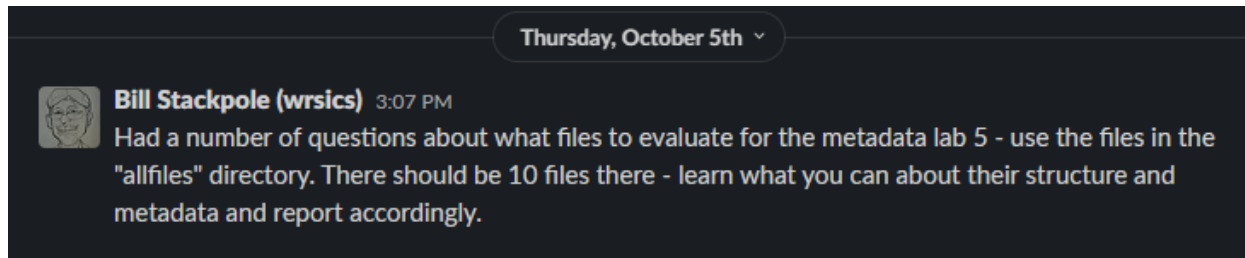 Thursday, October 5th
Bill Stackpole (wrsics) 3:07 PM
Had a number of questions about what files to evaluate for the metadata lab 5 - use the files in the
"allfiles" directory. There should be 10 files there - learn what you can about their structure and
metadata and report accordingly.